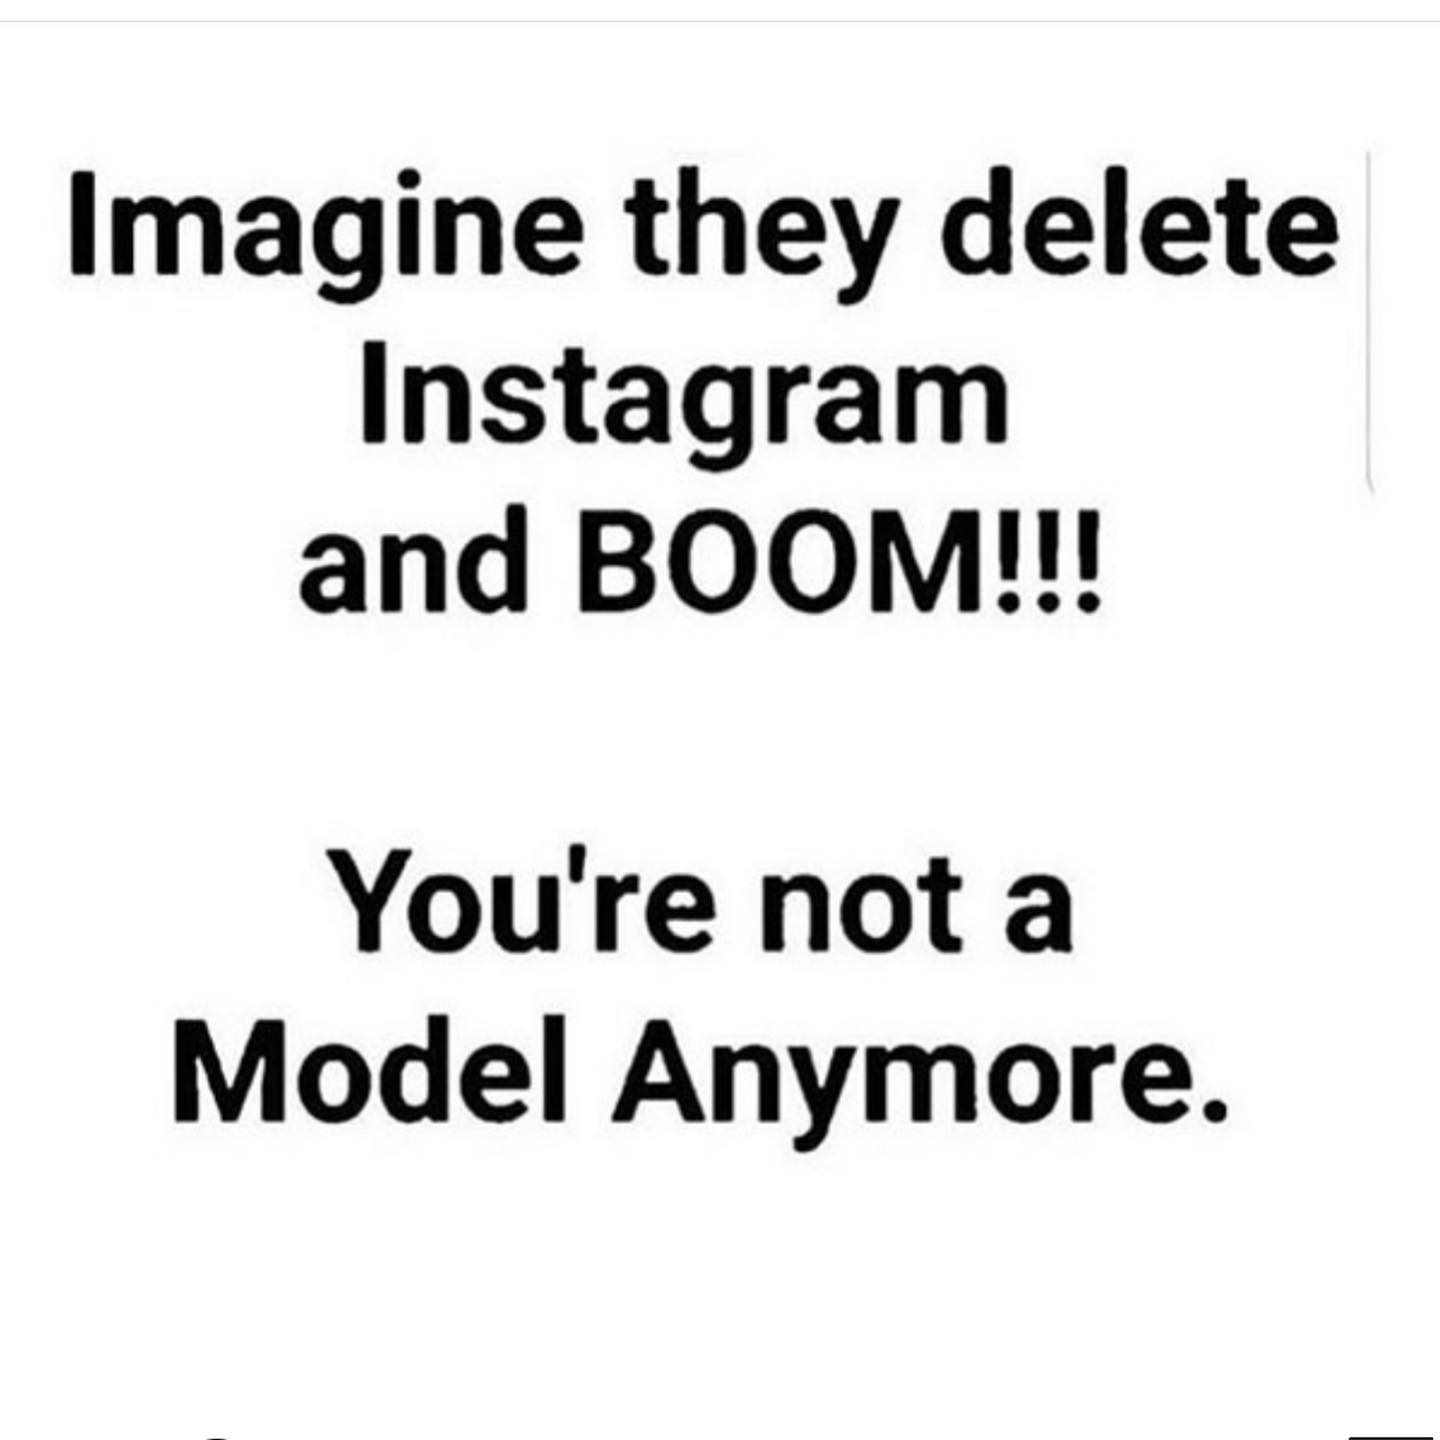 Imagine they delete
Instagram
and BOOM!!!
You're not a
Model Anymore.